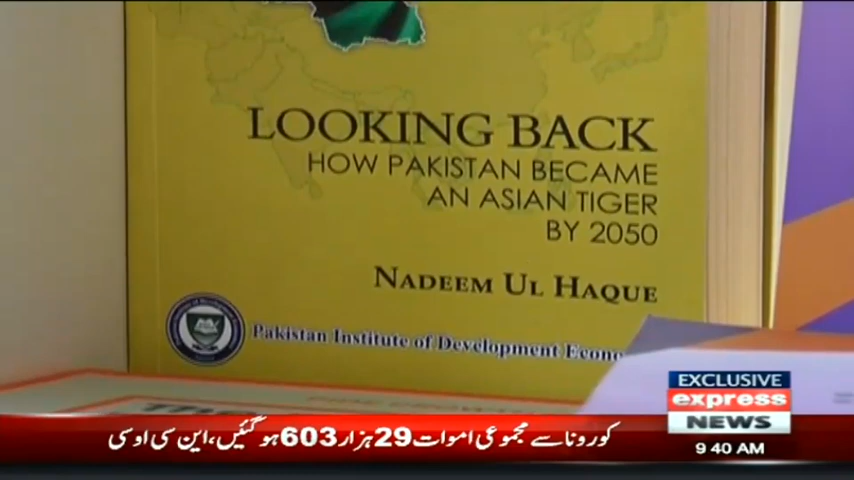 LOOKING BACK
HOW PAKISTAN BECAME
AN ASIAN TIGER
BY 2050
NADEEM UL HAQUE
Pakistan Institute of Development
EXCLUSIVE
express
NEWS
9:40 AM
کورونا سے مجموعی اموات 29 ہزار 603 ہوگئیں، این سی او سی